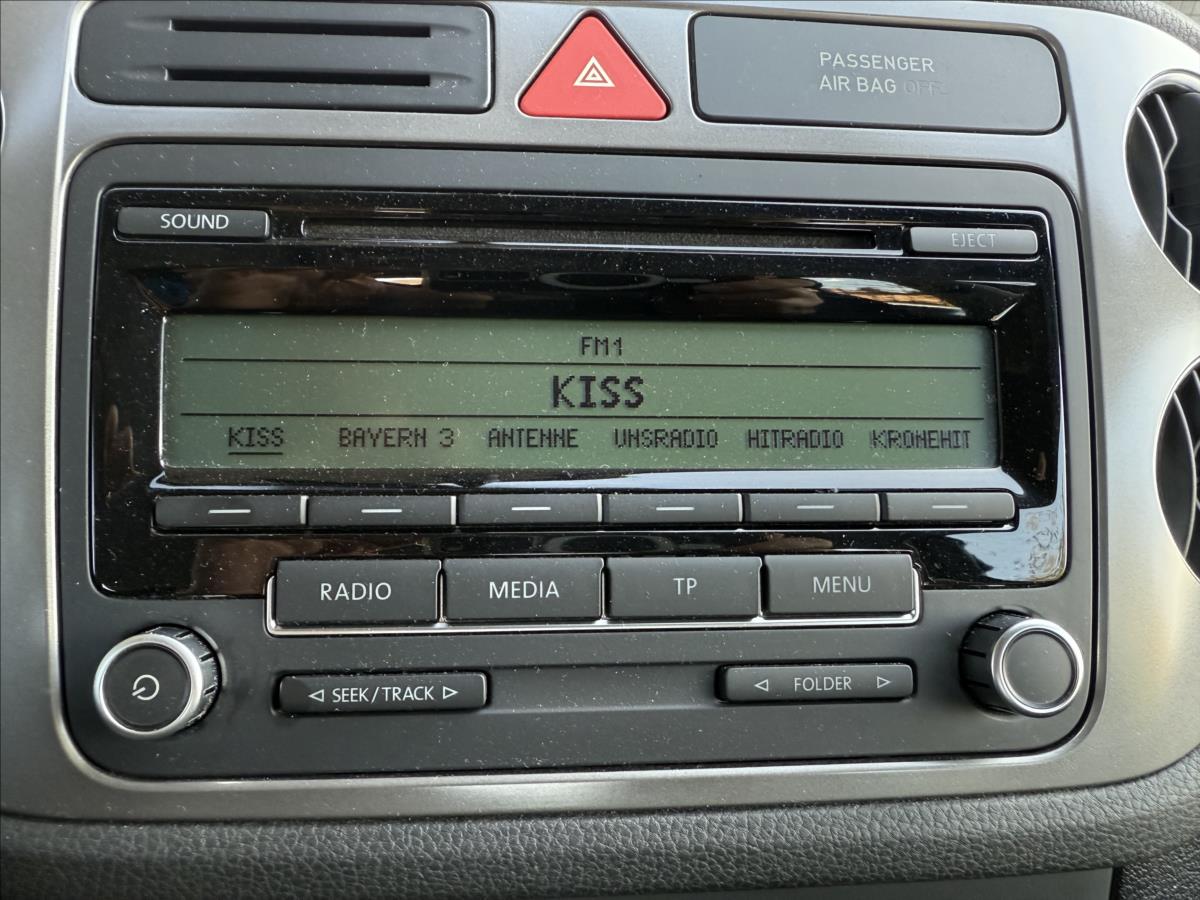 PASSENGER
AIR BAG OFF
SOUND
EJECT
FM1
KISS
KISS BAYERN 3 ANTENNE UNSRADIO HITRADIO KRONEHIT
RADIO MEDIA TP MENU
SEEK/TRACK FOLDER